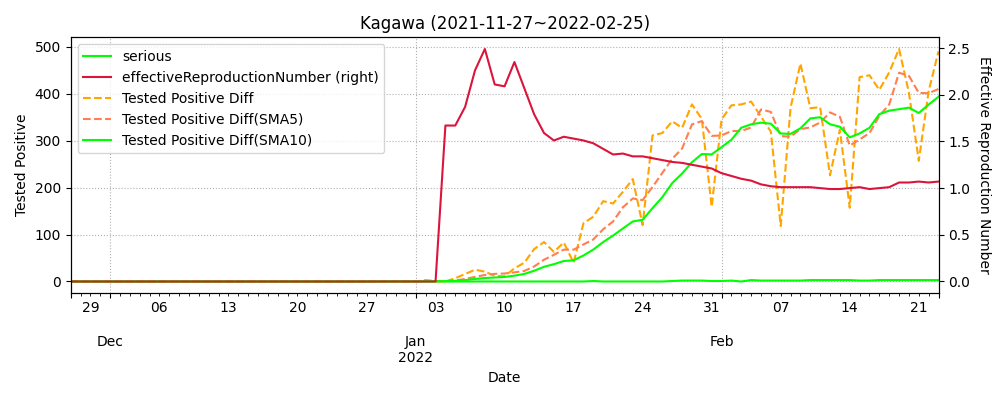 Kagawa (2021-11-27~2022-02-25)
serious
effectiveReproductionNumber (right)
Tested Positive Diff
Tested Positive Diff(SMA5)
Tested Positive Diff(SMA10)
Tested Positive
500
400
300
200
100
0
2.5
2.0
1.5
1.0
0.5
0.0
Effective Reproduction Number
29 06 13 20 27 03 10 17 24 31 07 14 21
Dec Jan Feb
2022
Date